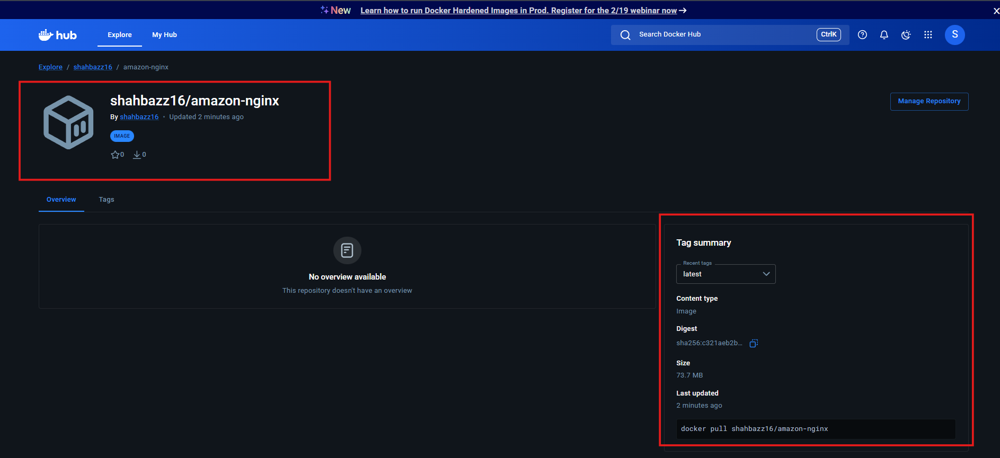 New Learn how to run Docker Hardened Images in Prod. Register for the 2/19 webinar now
hub Explore My Hub Search Docker Hub CtrlK S
Explore / shahbazz16 / amazon-nginx
shahbazz16/amazon-nginx
Manage Repository
By shahbazz16 • Updated 2 minutes ago
IMAGE
0 0
Overview Tags
No overview available
This repository doesn't have an overview
Tag summary
Recent tags
latest
Content type
Image
Digest
sha256:c321aeb2b...
Size
73.7 MB
Last updated
2 minutes ago
docker pull shahbazz16/amazon-nginx